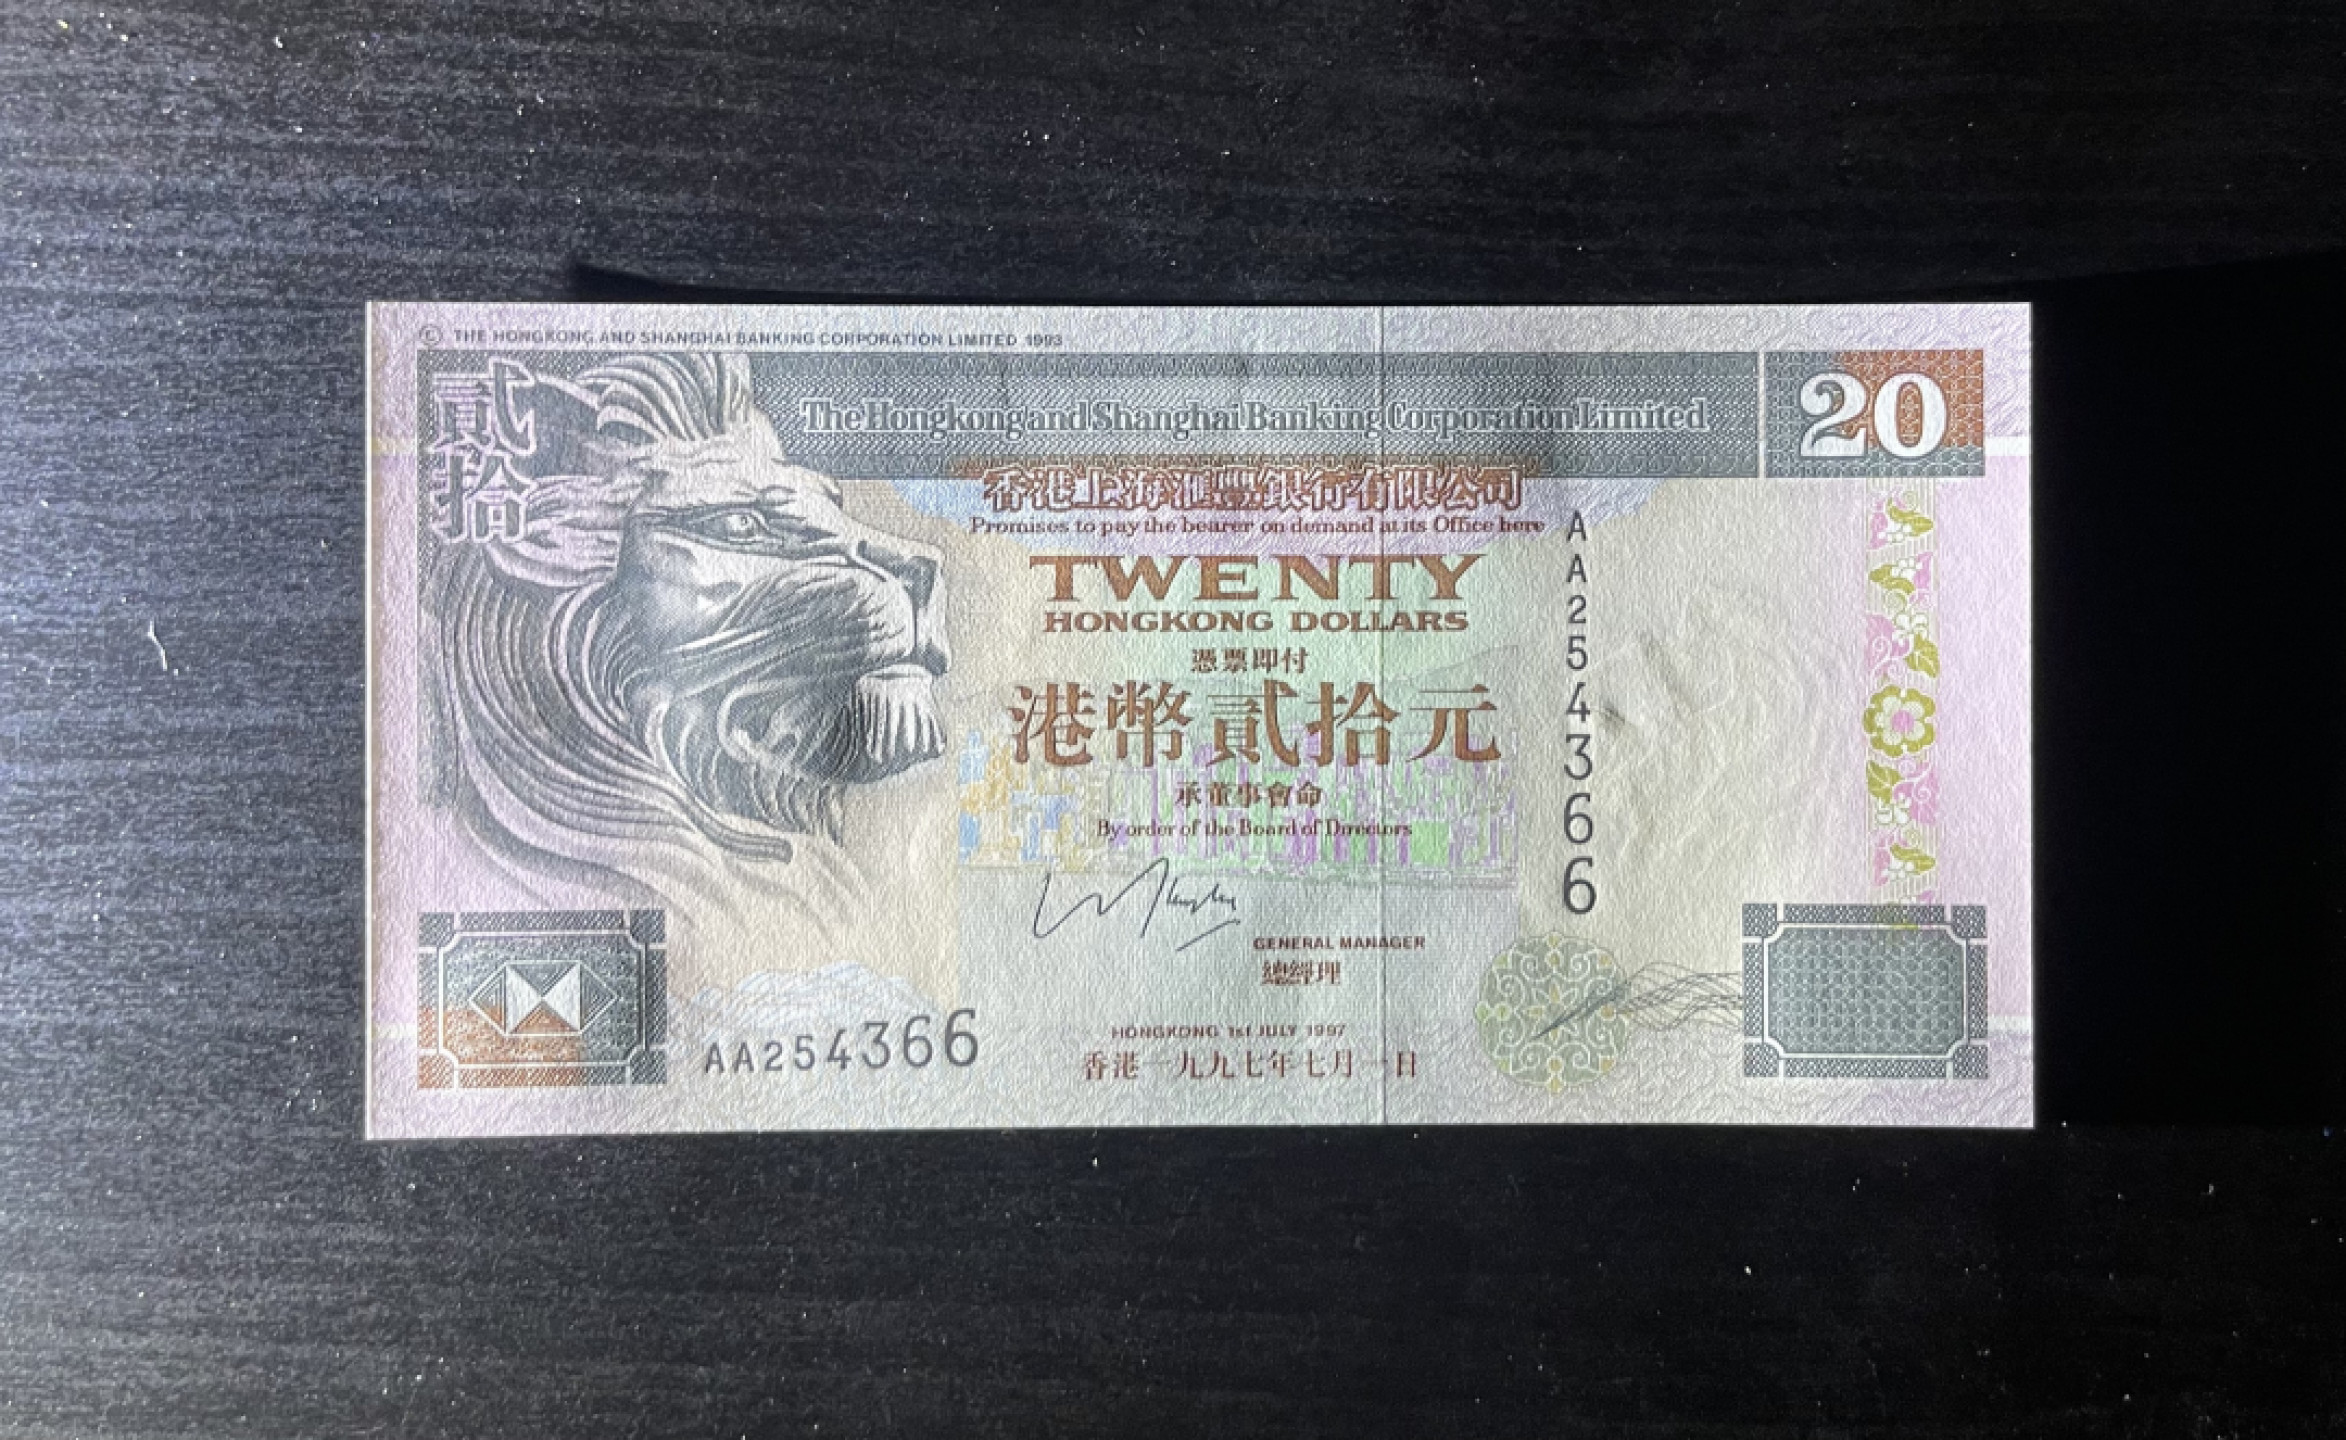 © THE HONGKONG AND SHANGHAI BANKING CORPORATION LIMITED 1993
貳拾
The Hongkong and Shanghai Banking Corporation Limited
20
香港上海滙豐銀行有限公司
Promises to pay the bearer on demand at its Office here
TWENTY
HONGKONG DOLLARS
憑票即付
港幣貳拾元
承董事會命
By order of the Board of Directors
AA254366
GENERAL MANAGER
總經理
AA254366
HONGKONG 1st JULY 1997
香港一九九七年七月一日